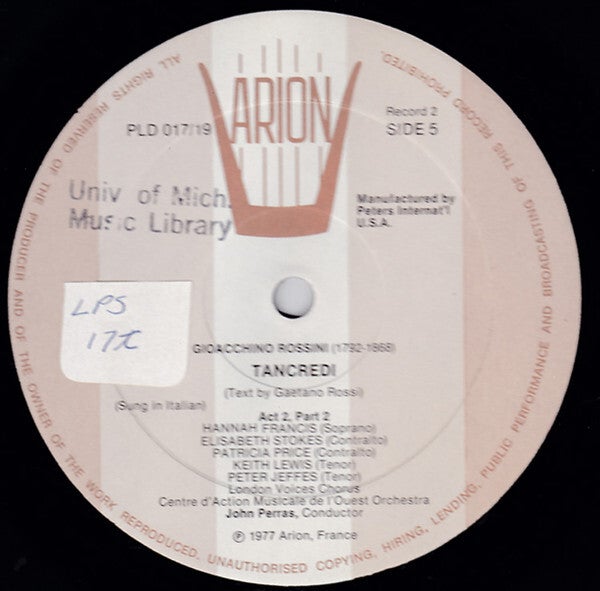 ALL RIGHTS RESERVED OF THE PRODUCER AND OF THE OWNER OF THE WORK REPRODUCED. UNAUTHORISED COPYING, HIRING, LENDING, PUBLIC PERFORMANCE AND BROADCASTING OF THIS RECORD PROHIBITED.
ARION
PLD 017/19
Record 2
SIDE 5
Univ of Mich.
Music Library
Manufactured by
Peters Internat'l
U.S.A.
LPS
GIOACCHINO ROSSINI (1792-1868)
TANCREDI
(Text by Gaetano Rossi)
(Sung in Italian)
Act 2, Part 2
HANNAH FRANCIS (Soprano)
ELISABETH STOKES (Contralto)
PATRICIA PRICE (Contralto)
KEITH LEWIS (Tenor)
PETER JEFFES (Tenor)
London Voices Chorus
Centre d'Action Musicale de l'Ouest Orchestra
John Perras, Conductor
℗ 1977 Arion, France